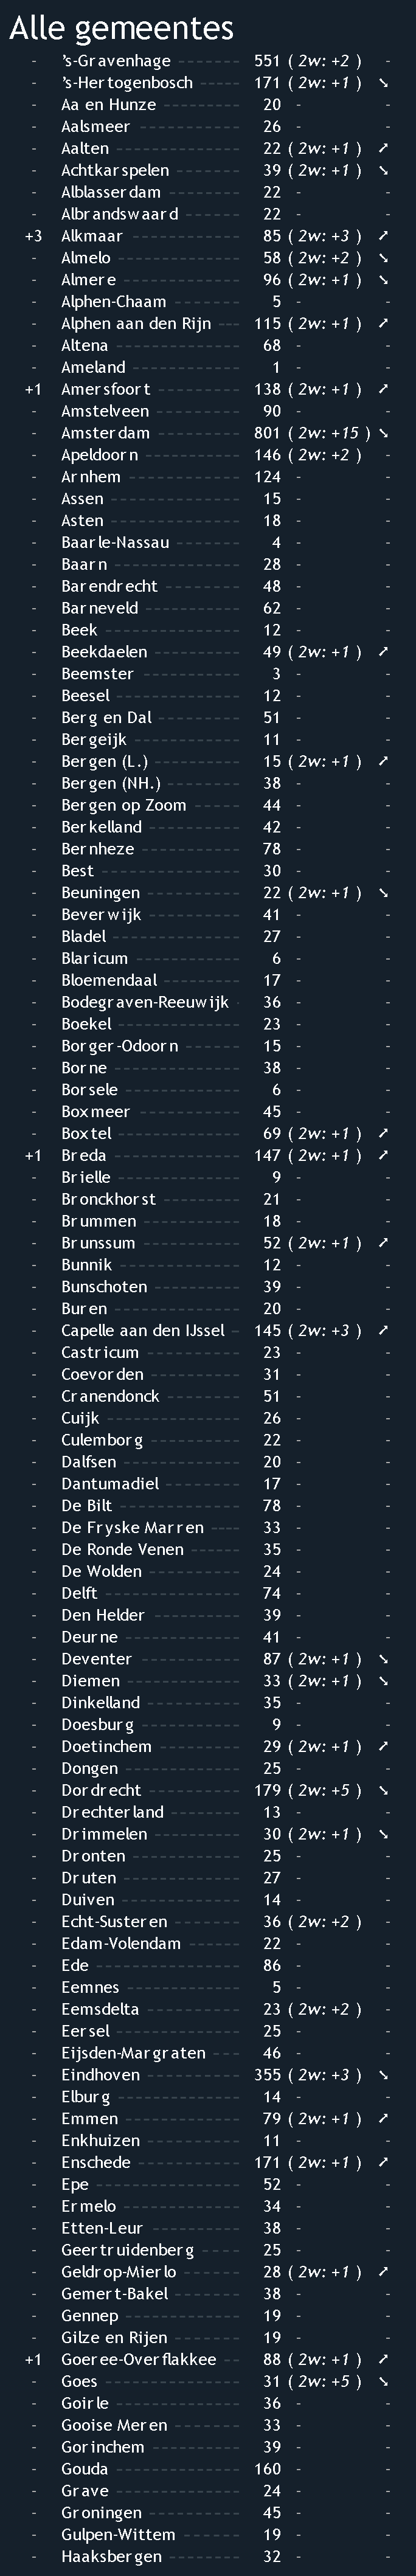 Alle gemeentes
- 's-Gravenhage 551 ( 2w: +2 ) -
- 's-Hertogenbosch 171 ( 2w: +1 ) ➘
- Aa en Hunze 20 - -
- Aalsmeer 26 - -
- Aalten 22 ( 2w: +1 ) ➚
- Achtkarspelen 39 ( 2w: +1 ) ➘
- Alblasserdam 22 - -
- Albrandswaard 22 - -
+3 Alkmaar 85 ( 2w: +3 ) ➚
- Almelo 58 ( 2w: +2 ) ➘
- Almere 96 ( 2w: +1 ) ➘
- Alphen-Chaam 5 - -
- Alphen aan den Rijn 115 ( 2w: +1 ) ➚
- Altena 68 - -
- Ameland 1 - -
+1 Amersfoort 138 ( 2w: +1 ) ➚
- Amstelveen 90 - -
- Amsterdam 801 ( 2w: +15 ) ➘
- Apeldoorn 146 ( 2w: +2 ) -
- Arnhem 124 - -
- Assen 15 - -
- Asten 18 - -
- Baarle-Nassau 4 - -
- Baarn 28 - -
- Barendrecht 48 - -
- Barneveld 62 - -
- Beek 12 - -
- Beekdaelen 49 ( 2w: +1 ) ➚
- Beemster 3 - -
- Beesel 12 - -
- Berg en Dal 51 - -
- Bergeijk 11 - -
- Bergen (L.) 15 ( 2w: +1 ) ➚
- Bergen (NH.) 38 - -
- Bergen op Zoom 44 - -
- Berkelland 42 - -
- Bernheze 78 - -
- Best 30 - -
- Beuningen 22 ( 2w: +1 ) ➘
- Beverwijk 41 - -
- Bladel 27 - -
- Blaricum 6 - -
- Bloemendaal 17 - -
- Bodegraven-Reeuwijk 36 - -
- Boekel 23 - -
- Borger-Odoorn 15 - -
- Borne 38 - -
- Borsele 6 - -
- Boxmeer 45 - -
- Boxtel 69 ( 2w: +1 ) ➚
+1 Breda 147 ( 2w: +1 ) ➚
- Brielle 9 - -
- Bronckhorst 21 - -
- Brummen 18 - -
- Brunssum 52 ( 2w: +1 ) ➚
- Bunnik 12 - -
- Bunschoten 39 - -
- Buren 20 - -
- Capelle aan den IJssel 145 ( 2w: +3 ) ➚
- Castricum 23 - -
- Coevorden 31 - -
- Cranendonck 51 - -
- Cuijk 26 - -
- Culemborg 22 - -
- Dalfsen 20 - -
- Dantumadiel 17 - -
- De Bilt 78 - -
- De Fryske Marren 33 - -
- De Ronde Venen 35 - -
- De Wolden 24 - -
- Delft 74 - -
- Den Helder 39 - -
- Deurne 41 - -
- Deventer 87 ( 2w: +1 ) ➘
- Diemen 33 ( 2w: +1 ) ➘
- Dinkelland 35 - -
- Doesburg 9 - -
- Doetinchem 29 ( 2w: +1 ) ➚
- Dongen 25 - -
- Dordrecht 179 ( 2w: +5 ) ➘
- Drechterland 13 - -
- Drimmelen 30 ( 2w: +1 ) ➘
- Dronten 25 - -
- Druten 27 - -
- Duiven 14 - -
- Echt-Susteren 36 ( 2w: +2 ) -
- Edam-Volendam 22 - -
- Ede 86 - -
- Eemnes 5 - -
- Eemsdelta 23 ( 2w: +2 ) -
- Eersel 25 - -
- Eijsden-Margraten 46 - -
- Eindhoven 355 ( 2w: +3 ) ➘
- Elburg 14 - -
- Emmen 79 ( 2w: +1 ) ➚
- Enkhuizen 11 - -
- Enschede 171 ( 2w: +1 ) ➚
- Epe 52 - -
- Ermelo 34 - -
- Etten-Leur 38 - -
- Geertruidenberg 25 - -
- Geldrop-Mierlo 28 ( 2w: +1 ) ➚
- Gemert-Bakel 38 - -
- Gennep 19 - -
- Gilze en Rijen 19 - -
+1 Goeree-Overflakkee 88 ( 2w: +1 ) ➚
- Goes 31 ( 2w: +5 ) ➘
- Goirle 36 - -
- Gooise Meren 33 - -
- Gorinchem 39 - -
- Gouda 160 - -
- Grave 24 - -
- Groningen 45 - -
- Gulpen-Wittem 19 - -
- Haaksbergen 32 - -